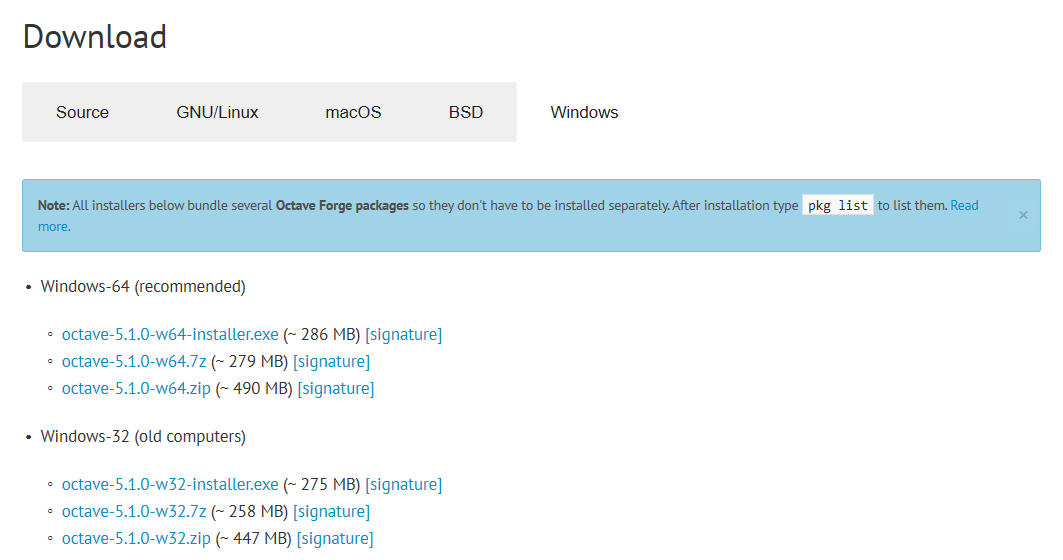 Download
Source GNU/Linux macOS BSD Windows
Note: All installers below bundle several Octave Forge packages so they don't have to be installed separately. After installation type pkg list to list them. Read
more.
×
• Windows-64 (recommended)
◦ octave-5.1.0-w64-installer.exe (~ 286 MB) [signature]
◦ octave-5.1.0-w64.7z (~ 279 MB) [signature]
◦ octave-5.1.0-w64.zip (~ 490 MB) [signature]
• Windows-32 (old computers)
◦ octave-5.1.0-w32-installer.exe (~ 275 MB) [signature]
◦ octave-5.1.0-w32.7z (~ 258 MB) [signature]
◦ octave-5.1.0-w32.zip (~ 447 MB) [signature]